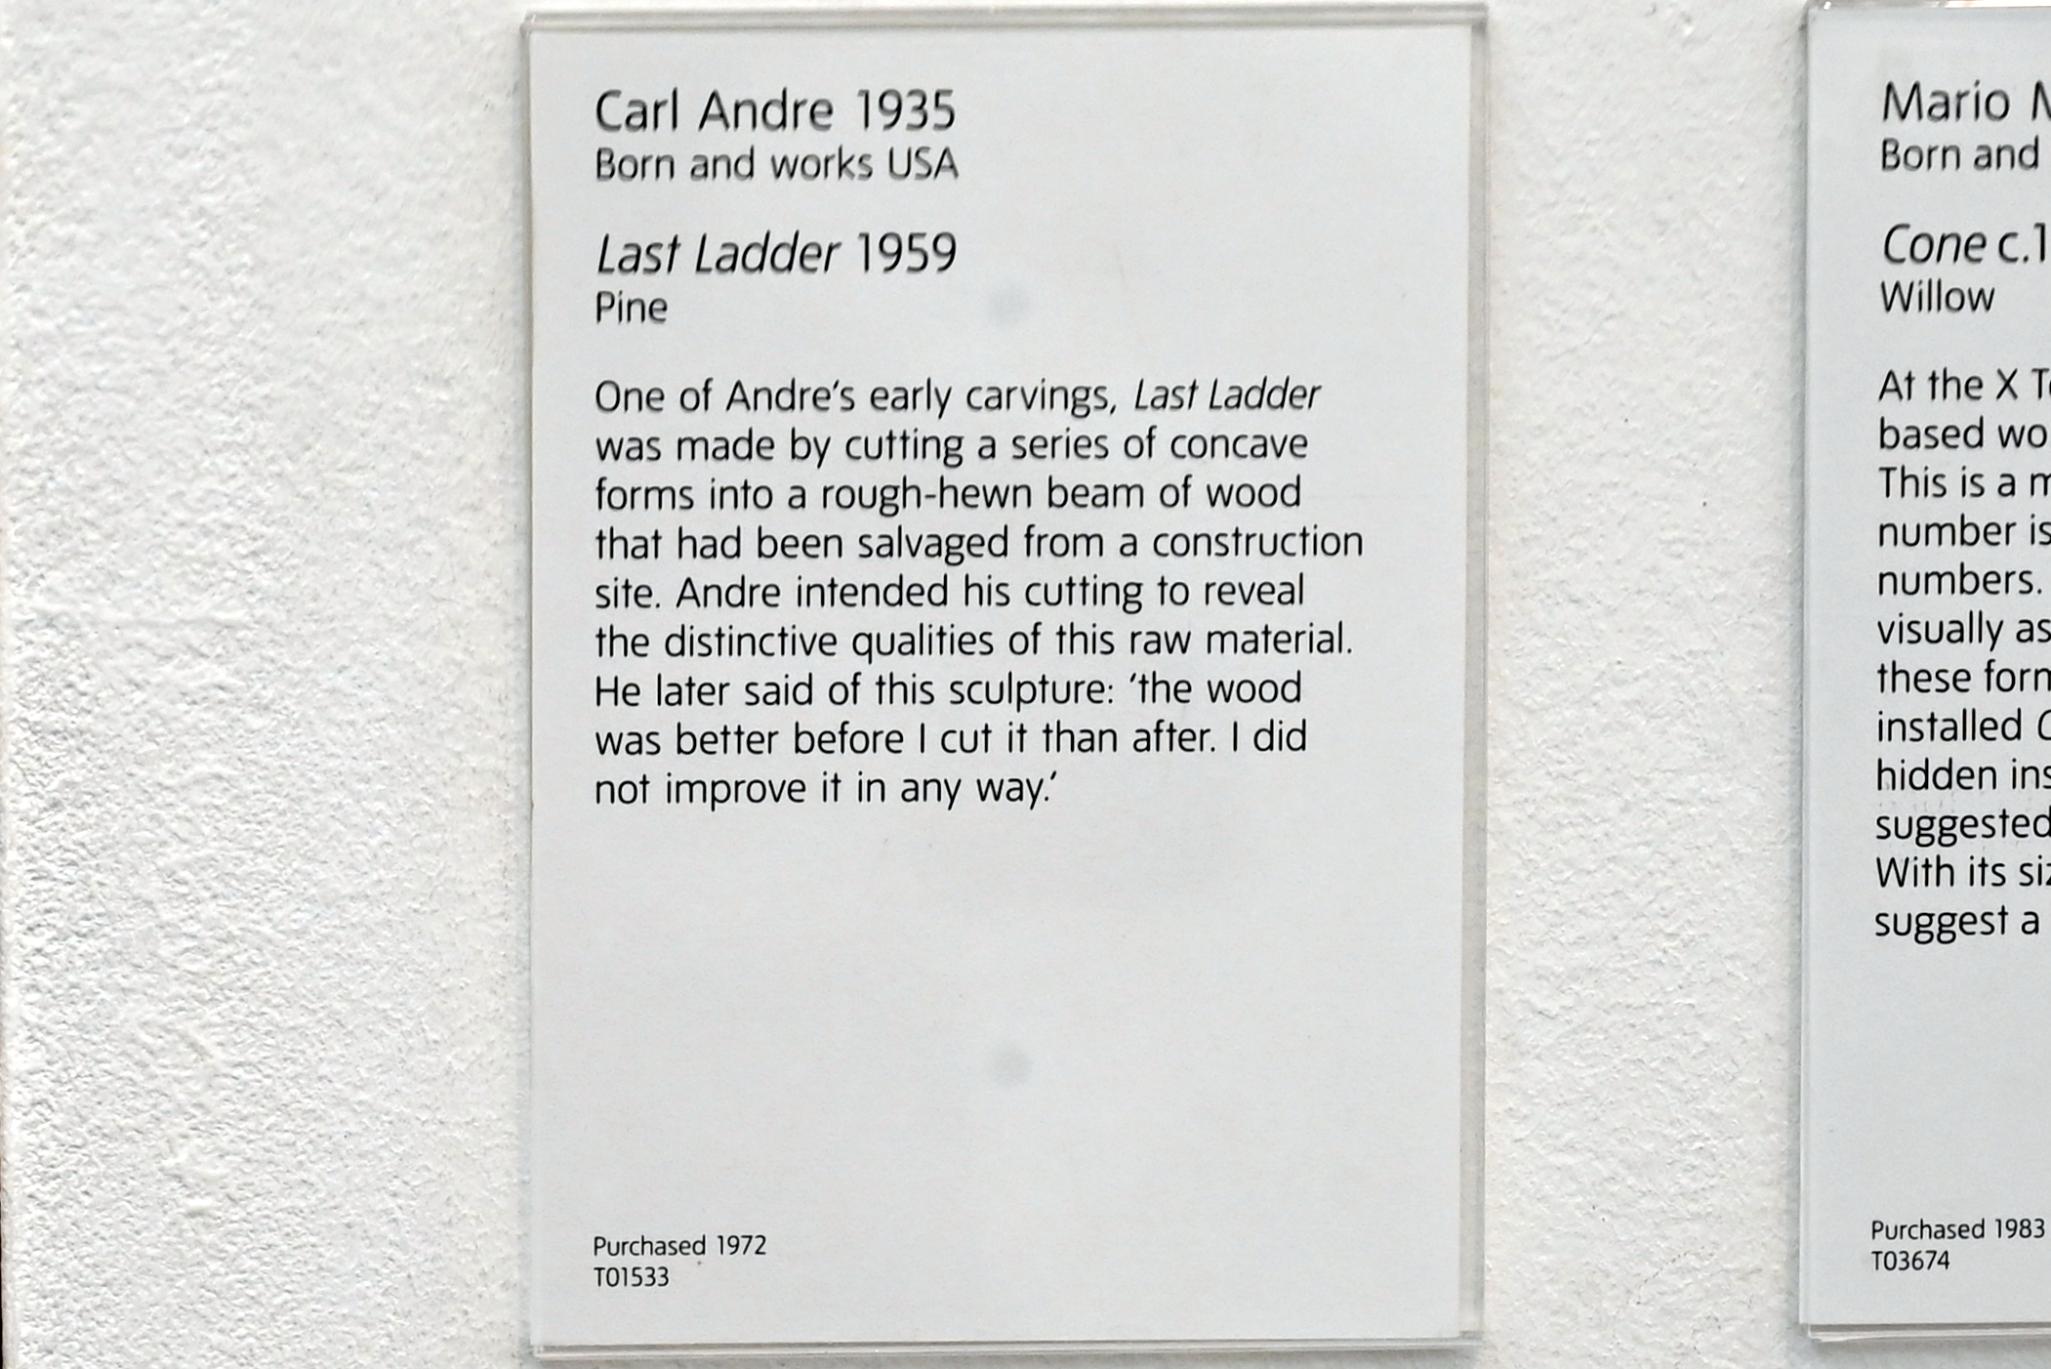 Carl Andre 1935
Born and works USA
Last Ladder 1959
Pine
One of Andre's early carvings, Last Ladder
was made by cutting a series of concave
forms into a rough-hewn beam of wood
that had been salvaged from a construction
site. Andre intended his cutting to reveal
the distinctive qualities of this raw material.
He later said of this sculpture: 'the wood
was better before I cut it than after. I did
not improve it in any way.'
Purchased 1972
T01533
Mario
Born and
Cone c.1
Willow
At the X
based
This is a
number
numbers.
visually as
these
installed
hidden
suggested
With its
suggest a
Purchased 1983
T03674